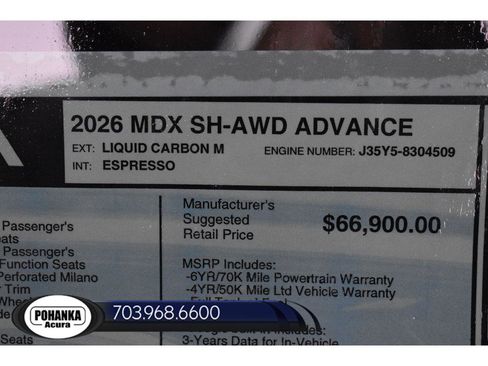 2026 MDX SH-AWD ADVANCE
EXT: LIQUID CARBON M ENGINE NUMBER: J35Y5-8304509
INT: ESPRESSO
Manufacturer's
Suggested
Retail Price
$66,900.00
MSRP Includes:
-6YR/70K Mile Powertrain Warranty
-4YR/50K Mile Ltd Vehicle Warranty
Passenger's
Passenger's
Function Seats
Perforated Milano
Trim
3-Years Data for In-Vehicle
POHANKA
Acura
703.968.6600